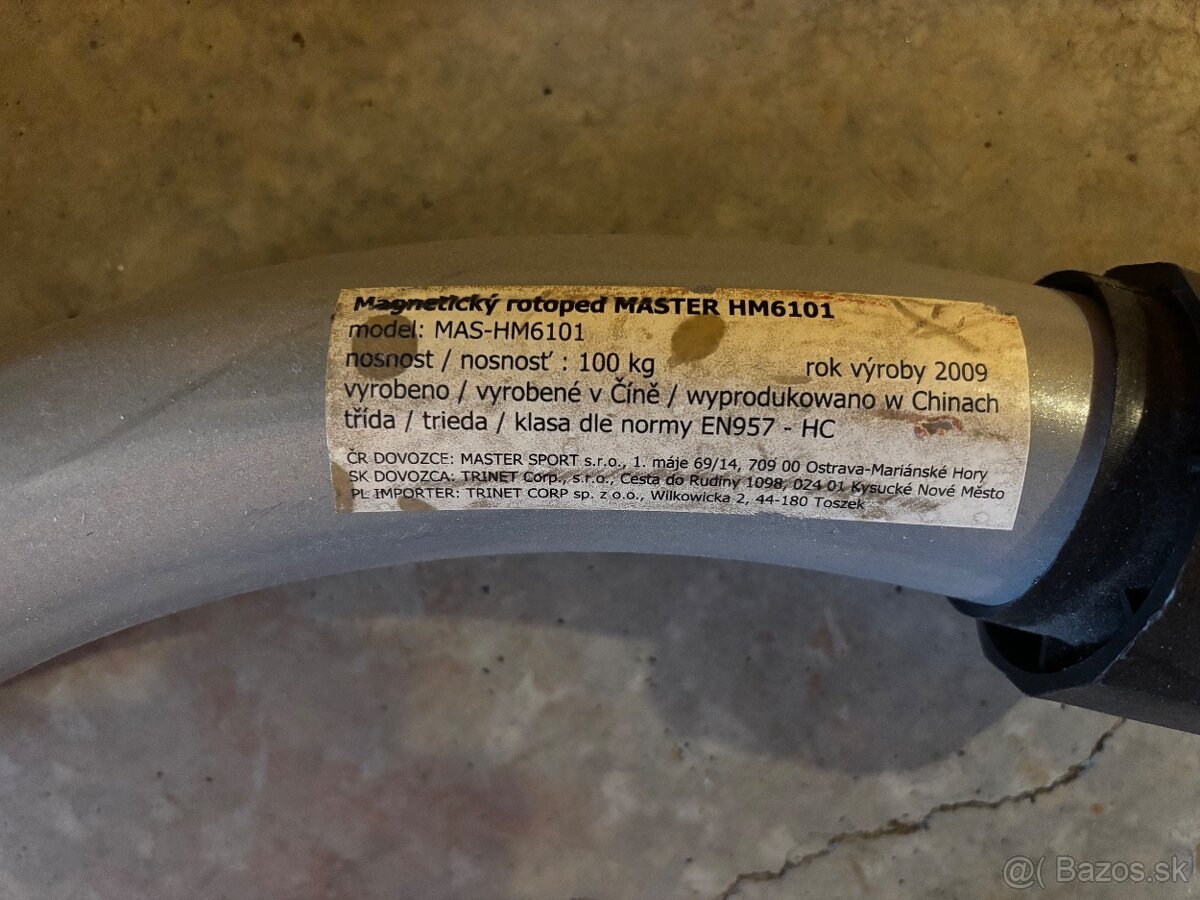 Magnetický rotoped MASTER HM6101
model: MAS-HM6101
nosnost / nosnosť : 100 kg rok výroby 2009
vyrobeno / vyrobené v Číně / wyprodukowano w Chinach
třída / trieda / klasa dle normy EN957 - HC
ČR DOVOZCE: MASTER SPORT s.r.o., 1. máje 69/14, 709 00 Ostrava-Mariánské Hory
SK DOVOZCA: TRINET Corp., s.r.o., Cesta do Rudiny 1098, 024 01 Kysucké Nové Město
PL IMPORTER: TRINET CORP sp. z o.o., Wilkowicka 2, 44-180 Toszek
@( Bazos.sk